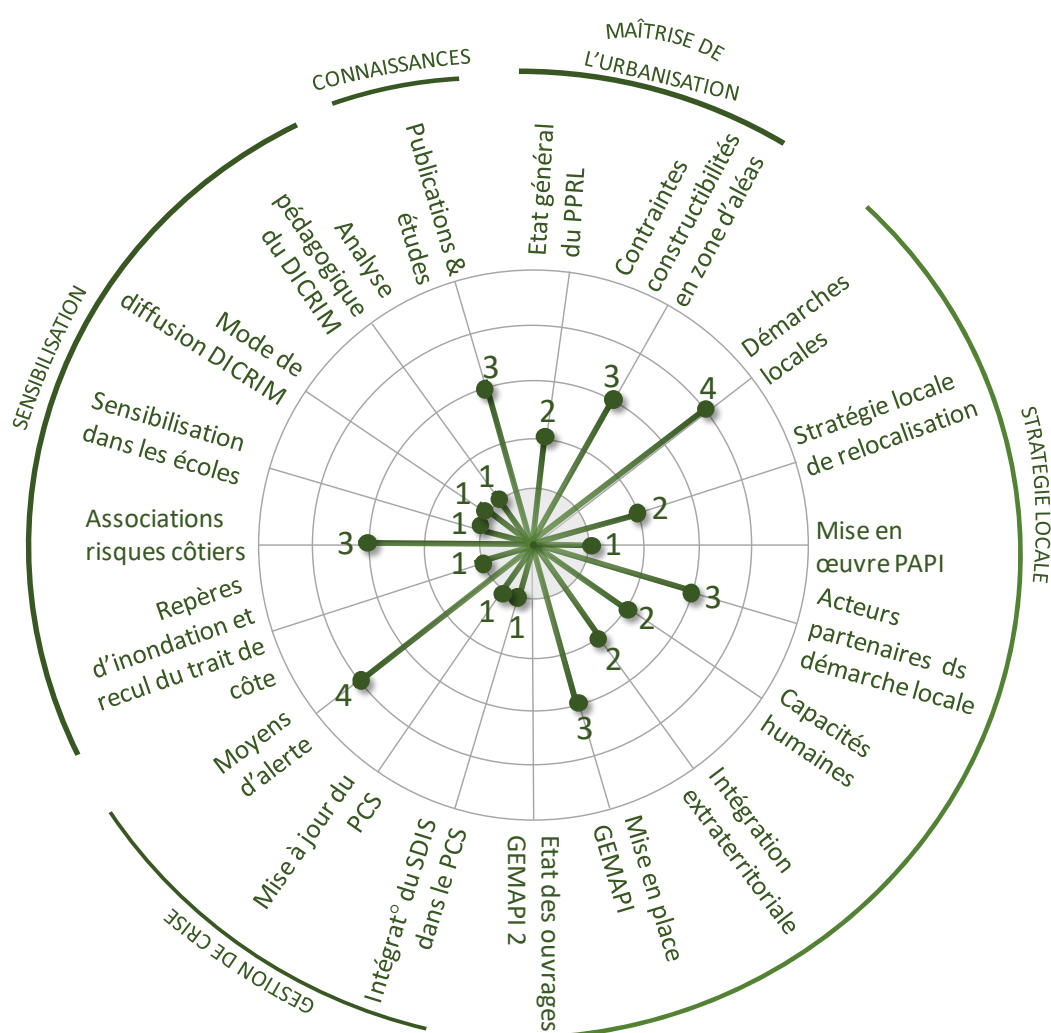 MAÎTRISE DE
L'URBANISATION
CONNAISSANCES
SENSIBILISATION
STRATEGIE LOCALE
GESTION DE CRISE
Etat général
du PPRL
Contraintes
constructibilités
en zone d'aléas
Démarches
locales
Stratégie locale
de relocalisation
Mise en
œuvre PAPI
Acteurs
partenaires ds
démarche locale
Capacités
humaines
Intégration
extraterritoriale
Mise en place
GEMAPI
Etat des ouvrages
GEMAPI 2
Intégrat° du SDIS
dans le PCS
Mise à jour du
PCS
Moyens
d'alerte
Repères
d'inondation et
recul du trait de
côte
Associations
risques côtiers
Sensibilisation
dans les écoles
Mode de
diffusion DICRIM
Analyse
pédagogique
du DICRIM
Publications &
études
2
3
4
2
1
3
2
2
3
1
1
4
1
3
1
1
1
3